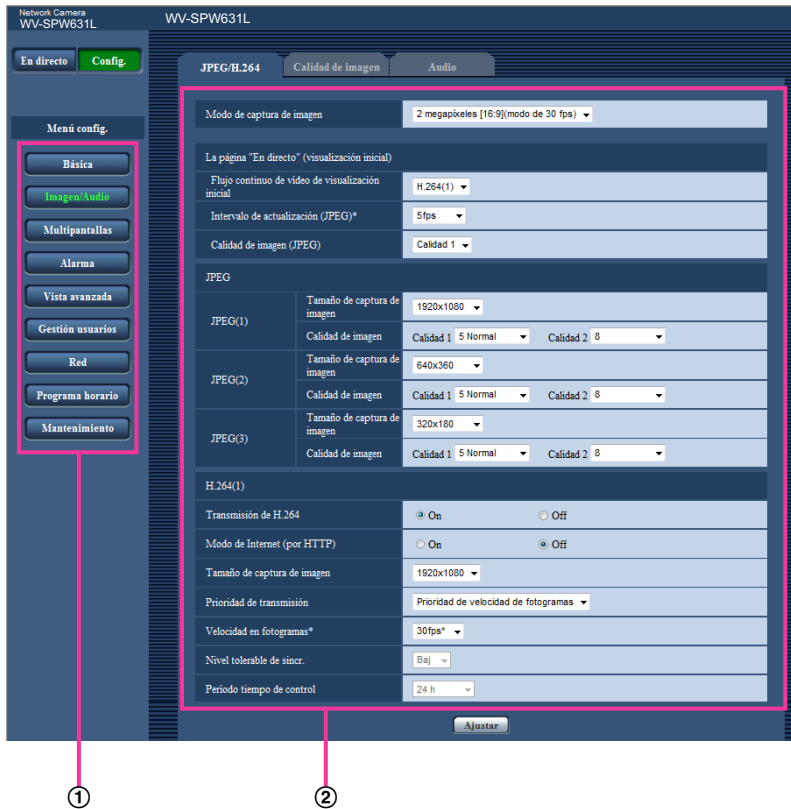 Network Camera
WV-SPW631L
WV-SPW631L
En directo
Config.
JPEG/H.264
Calidad de imagen
Audio
Menú config.
Básica
Imagen/Audio
Multipantallas
Alarma
Vista avanzada
Gestión usuarios
Red
Programa horario
Mantenimiento
Modo de captura de imagen
2 megapíxeles [16:9](modo de 30 fps)
La página "En directo" (visualización inicial)
Flujo continuo de vídeo de visualización
inicial
H.264(1)
Intervalo de actualización (JPEG)*
5fps
Calidad de imagen (JPEG)
Calidad 1
JPEG
JPEG(1)
Tamaño de captura de
imagen
1920x1080
Calidad de imagen
Calidad 1 5 Normal
Calidad 2 8
JPEG(2)
Tamaño de captura de
imagen
640x360
Calidad de imagen
Calidad 1 5 Normal
Calidad 2 8
JPEG(3)
Tamaño de captura de
imagen
320x180
Calidad de imagen
Calidad 1 5 Normal
Calidad 2 8
H.264(1)
Transmisión de H.264
On
Off
Modo de Internet (por HTTP)
On
Off
Tamaño de captura de imagen
1920x1080
Prioridad de transmisión
Prioridad de velocidad de fotogramas
Velocidad en fotogramas*
30fps*
Nivel tolerable de sincr.
Baj
Período tiempo de control
24 h
Ajustar
①
②